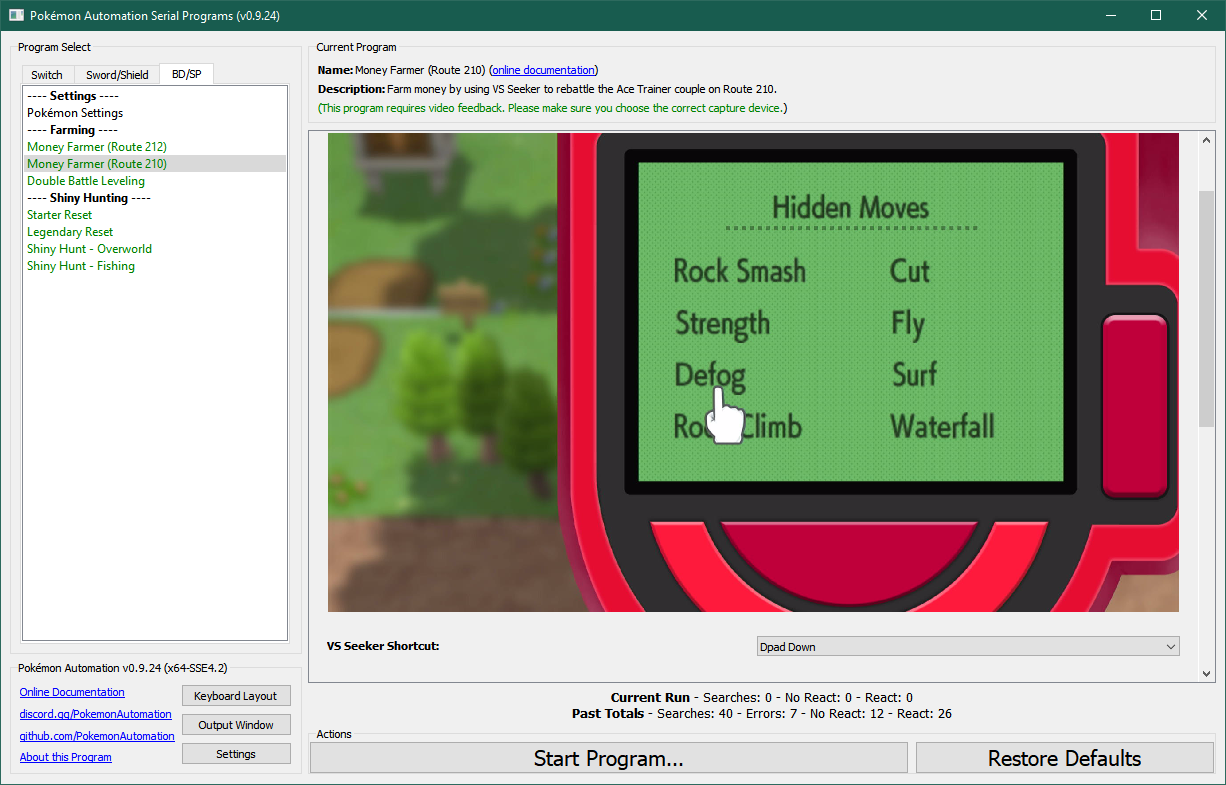 Pokémon Automation Serial Programs (v0.9.24)
Program Select
Switch
Sword/Shield
BD/SP
---- Settings ----
Pokémon Settings
---- Farming ----
Money Farmer (Route 212)
Money Farmer (Route 210)
Double Battle Leveling
---- Shiny Hunting ----
Starter Reset
Legendary Reset
Shiny Hunt - Overworld
Shiny Hunt - Fishing
Pokémon Automation v0.9.24 (x64-SSE4.2)
Online Documentation
discord.gg/PokemonAutomation
github.com/PokemonAutomation
About this Program
Keyboard Layout
Output Window
Settings
Current Program
Name: Money Farmer (Route 210) (online documentation)
Description: Farm money by using VS Seeker to rebattle the Ace Trainer couple on Route 210.
(This program requires video feedback. Please make sure you choose the correct capture device.)
Hidden Moves
Rock Smash Cut
Strength Fly
Defog Surf
Climb Waterfall
VS Seeker Shortcut: Dpad Down
Current Run - Searches: 0 - No React: 0 - React: 0
Past Totals - Searches: 40 - Errors: 7 - No React: 12 - React: 26
Actions
Start Program... Restore Defaults